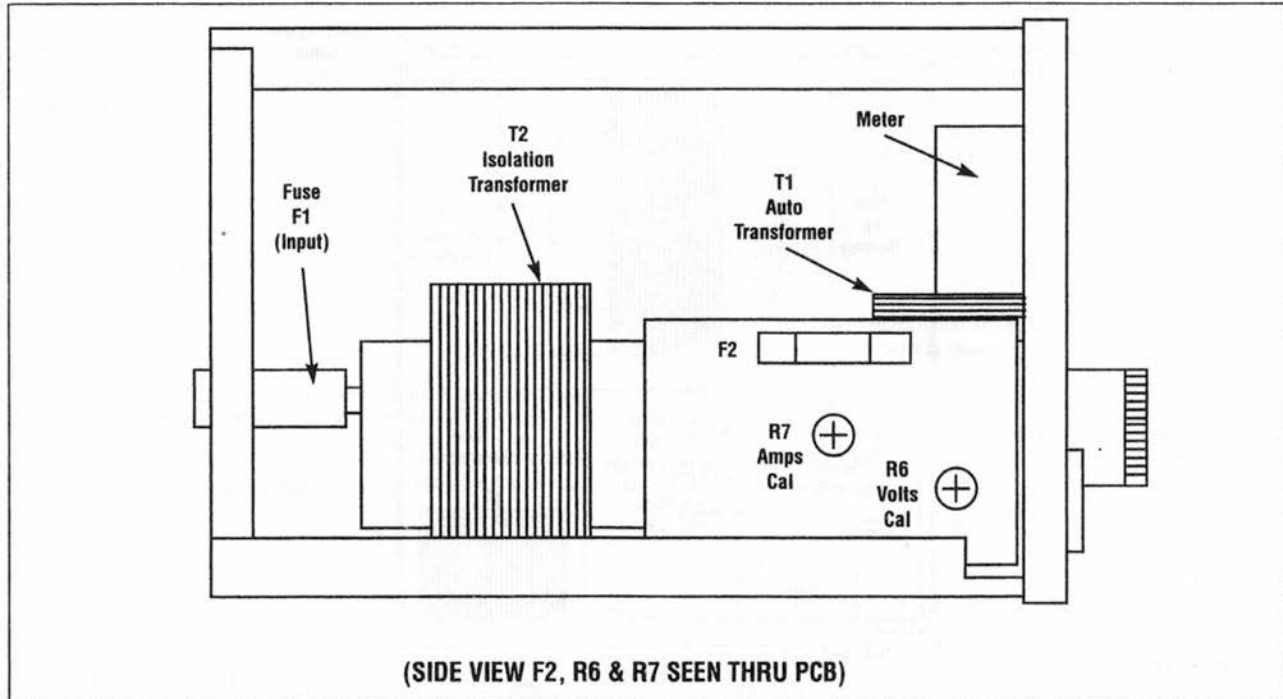 Meter
T2
Isolation
Transformer
T1
Auto
Transformer
Fuse
F1
(Input)
F2
R7
Amps
Cal
R6
Volts
Cal
(SIDE VIEW F2, R6 & R7 SEEN THRU PCB)